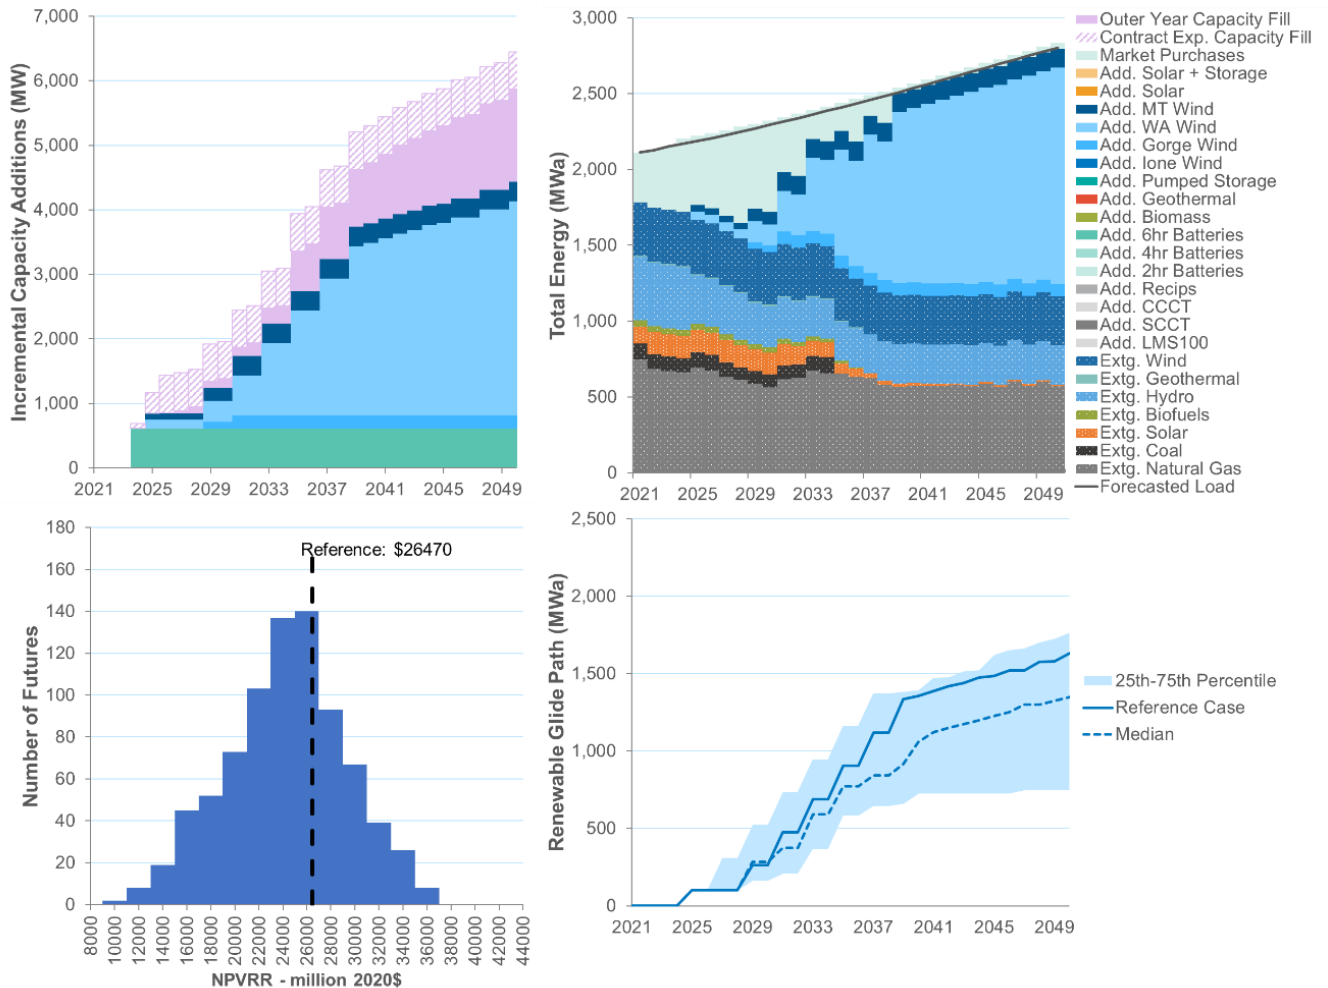 Incremental Capacity Additions (MW)
7,000
6,000
5,000
4,000
3,000
2,000
1,000
0
2021 2025 2029 2033 2037 2041 2045 2049
Total Energy (MWa)
3,000
2,500
2,000
1,500
1,000
500
0
2021 2025 2029 2033 2037 2041 2045 2049
Outer Year Capacity Fill
Contract Exp. Capacity Fill
Market Purchases
Add. Solar + Storage
Add. Solar
Add. MT Wind
Add. WA Wind
Add. Gorge Wind
Add. Ione Wind
Add. Pumped Storage
Add. Geothermal
Add. Biomass
Add. 6hr Batteries
Add. 4hr Batteries
Add. 2hr Batteries
Add. Recips
Add. CCCT
Add. SCCT
Add. LMS100
Extg. Wind
Extg. Geothermal
Extg. Hydro
Extg. Biofuels
Extg. Solar
Extg. Coal
Extg. Natural Gas
Forecasted Load
Number of Futures
180
160
140
120
100
80
60
40
20
0
Reference: $26470
8000 10000 12000 14000 16000 18000 20000 22000 24000 26000 28000 30000 32000 34000 36000 38000 40000 42000 44000
NPVRR - million 2020$
Renewable Glide Path (MWa)
2,500
2,000
1,500
1,000
500
0
2021 2025 2029 2033 2037 2041 2045 2049
25th-75th Percentile
Reference Case
Median